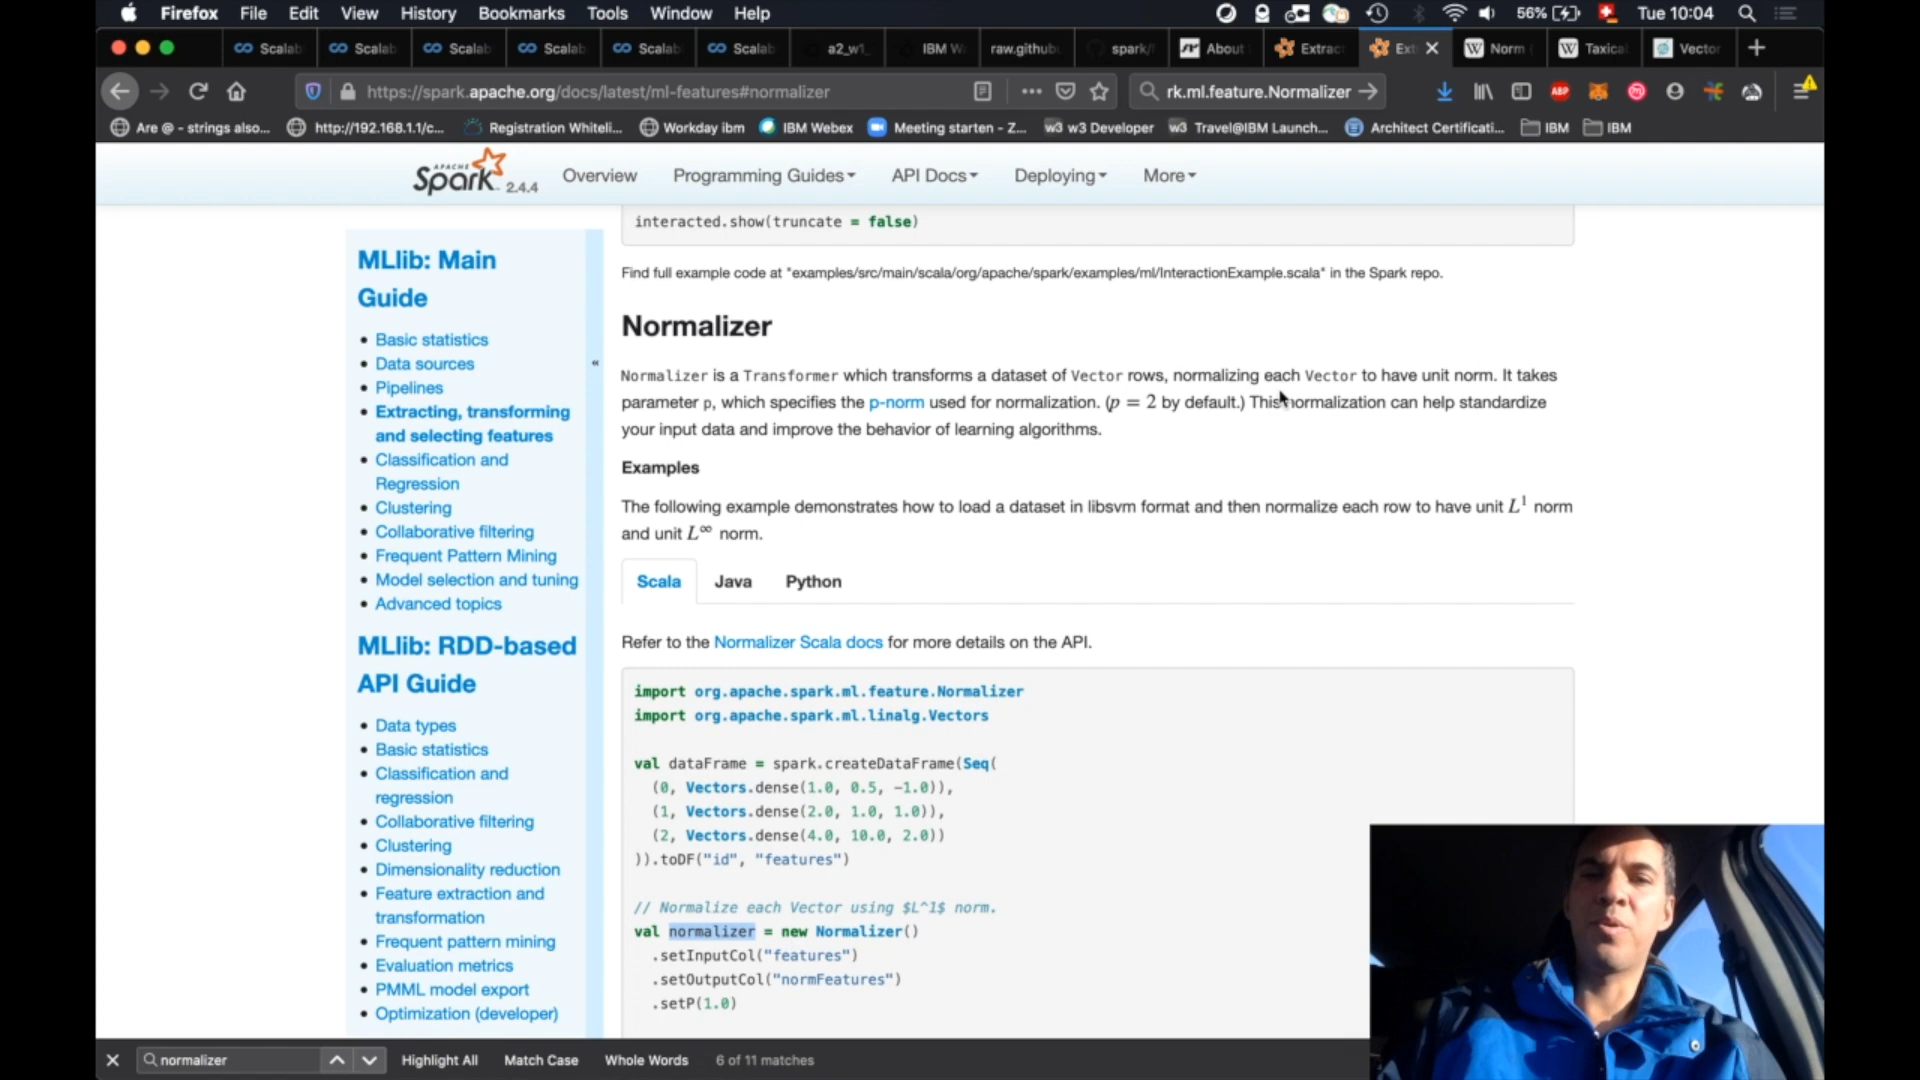 Firefox File Edit View History Bookmarks Tools Window Help 56% Tue 10:04
Scalab Scalab Scalab Scalab Scalab Scalab a2_w1_ IBM W raw.github spark/ About Extrac Ext Norm Taxica Vector
https://spark.apache.org/docs/latest/ml-features#normalizer rk.ml.feature.Normalizer ABP
Are @ - strings also... http://192.168.1.1/c... Registration Whiteli... Workday ibm IBM Webex Meeting starten - Z... w3 w3 Developer w3 Travel@IBM Launch... Architect Certificati... IBM IBM
APACHE Spark 2.4.4 Overview Programming Guides API Docs Deploying More
interacted.show(truncate = false)
Find full example code at "examples/src/main/scala/org/apache/spark/examples/ml/InteractionExample.scala" in the Spark repo.
MLlib: Main
Guide
Basic statistics
Data sources
Pipelines
Extracting, transforming
and selecting features
Classification and
Regression
Clustering
Collaborative filtering
Frequent Pattern Mining
Model selection and tuning
Advanced topics
MLlib: RDD-based
API Guide
Data types
Basic statistics
Classification and
regression
Collaborative filtering
Clustering
Dimensionality reduction
Feature extraction and
transformation
Frequent pattern mining
Evaluation metrics
PMML model export
Optimization (developer)
«
Normalizer
Normalizer is a Transformer which transforms a dataset of Vector rows, normalizing each Vector to have unit norm. It takes
parameter p, which specifies the p-norm used for normalization. (p = 2 by default.) This normalization can help standardize
your input data and improve the behavior of learning algorithms.
Examples
The following example demonstrates how to load a dataset in libsvm format and then normalize each row to have unit L¹ norm
and unit L∞ norm.
Scala Java Python
Refer to the Normalizer Scala docs for more details on the API.
import org.apache.spark.ml.feature.Normalizer
import org.apache.spark.ml.linalg.Vectors
val dataFrame = spark.createDataFrame(Seq(
(0, Vectors.dense(1.0, 0.5, -1.0)),
(1, Vectors.dense(2.0, 1.0, 1.0)),
(2, Vectors.dense(4.0, 10.0, 2.0))
)).toDF("id", "features")
// Normalize each Vector using $L^1$ norm.
val normalizer = new Normalizer()
.setInputCol("features")
.setOutputCol("normFeatures")
.setP(1.0)
normalizer Highlight All Match Case Whole Words 6 of 11 matches